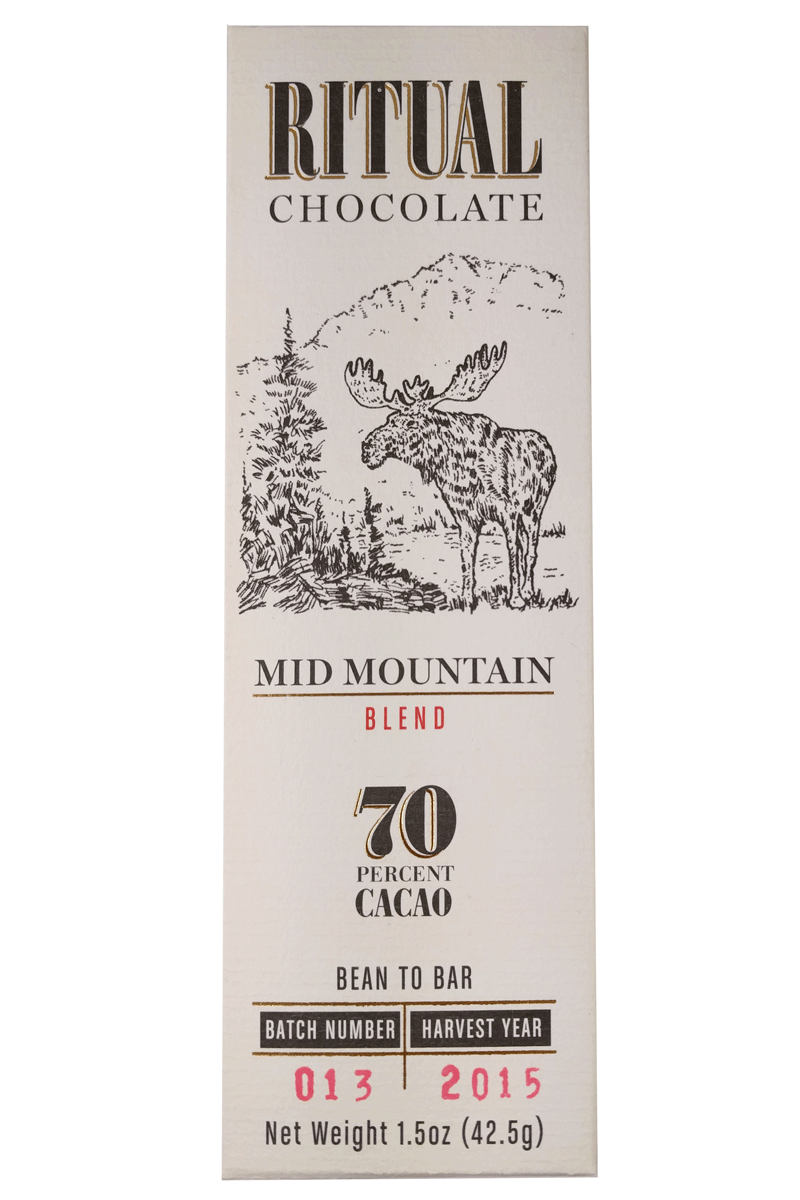 RITUAL
CHOCOLATE
MID MOUNTAIN
BLEND
70
PERCENT
CACAO
BEAN TO BAR
BATCH NUMBER HARVEST YEAR
013 2015
Net Weight 1.5oz (42.5g)